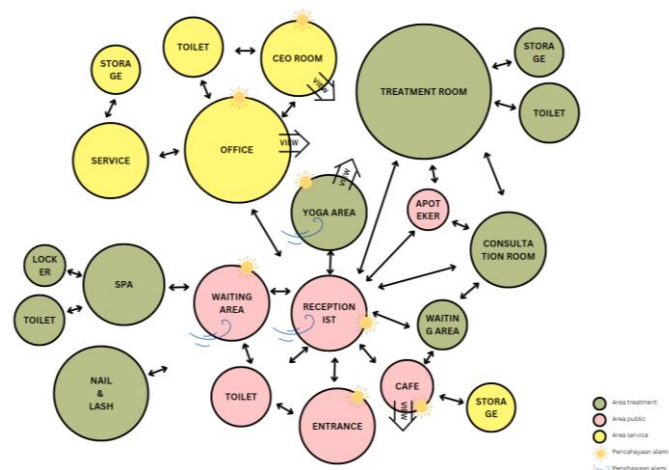 TOILET
CEO ROOM
VIEW
STORA
GE
TREATMENT ROOM
STORA
GE
TOILET
SERVICE
OFFICE
VIEW
VIEW
YOGA AREA
APOT
EKER
CONSULTA
TION ROOM
LOCK
ER
SPA
TOILET
WAITING
AREA
RECEPTION
IST
WAITIN
G AREA
NAIL
&
LASH
TOILET
ENTRANCE
CAFE
VIEW
STORA
GE
Area treatment
Area public
Area service
Pencahayaan alami